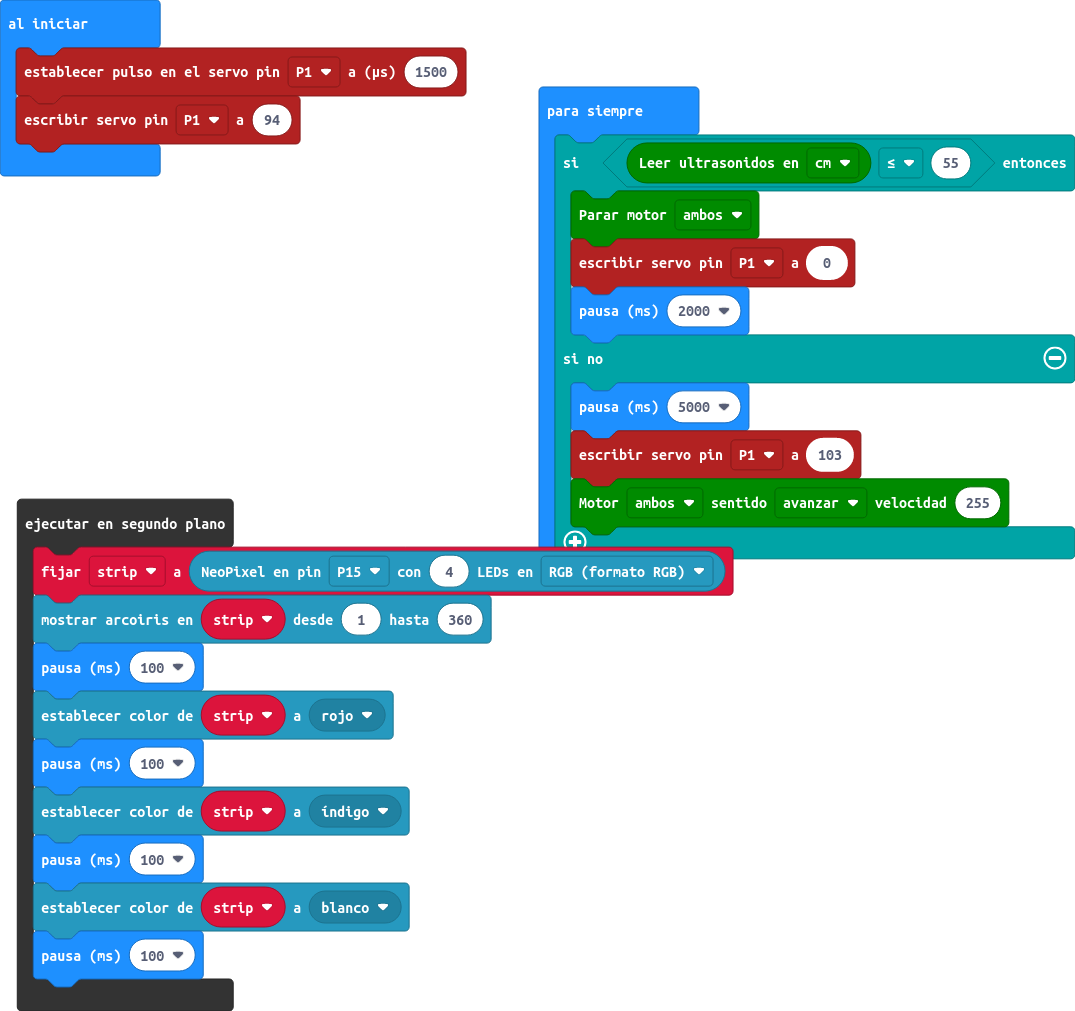 al iniciar
establecer pulso en el servo pin P1 a (μs) 1500
escribir servo pin P1 a 94
para siempre
si Leer ultrasonidos en cm ≤ 55 entonces
Parar motor ambos
escribir servo pin P1 a 0
pausa (ms) 2000
si no
pausa (ms) 5000
escribir servo pin P1 a 103
Motor ambos sentido avanzar velocidad 255
ejecutar en segundo plano
fijar strip a NeoPixel en pin P15 con 4 LEDs en RGB (formato RGB)
mostrar arcoiris en strip desde 1 hasta 360
pausa (ms) 100
establecer color de strip a rojo
pausa (ms) 100
establecer color de strip a índigo
pausa (ms) 100
establecer color de strip a blanco
pausa (ms) 100